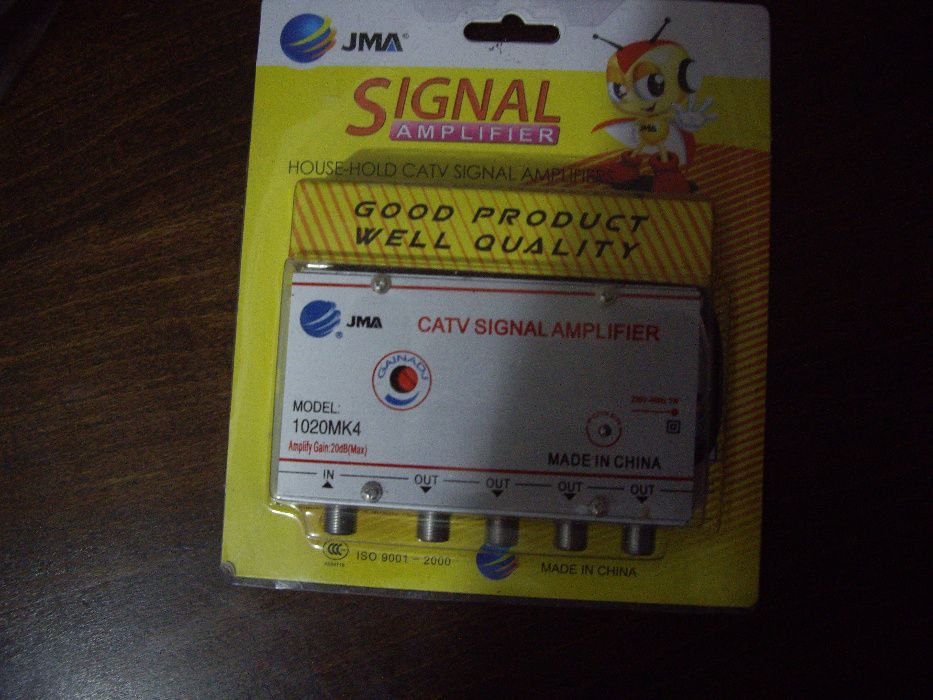 JMA®
SIGNAL
AMPLIFIER
JMA
HOUSE-HOLD CATV SIGNAL AMPLIFIERS
GOOD PRODUCT
WELL QUALITY
JMA
®
CATV SIGNAL AMPLIFIER
GAIN ADJ
MODEL:
1020MK4
Amplify Gain:20dB(Max)
MADE IN CHINA
IN OUT OUT OUT OUT
CCC
ISO 9001-2000
MADE IN CHINA